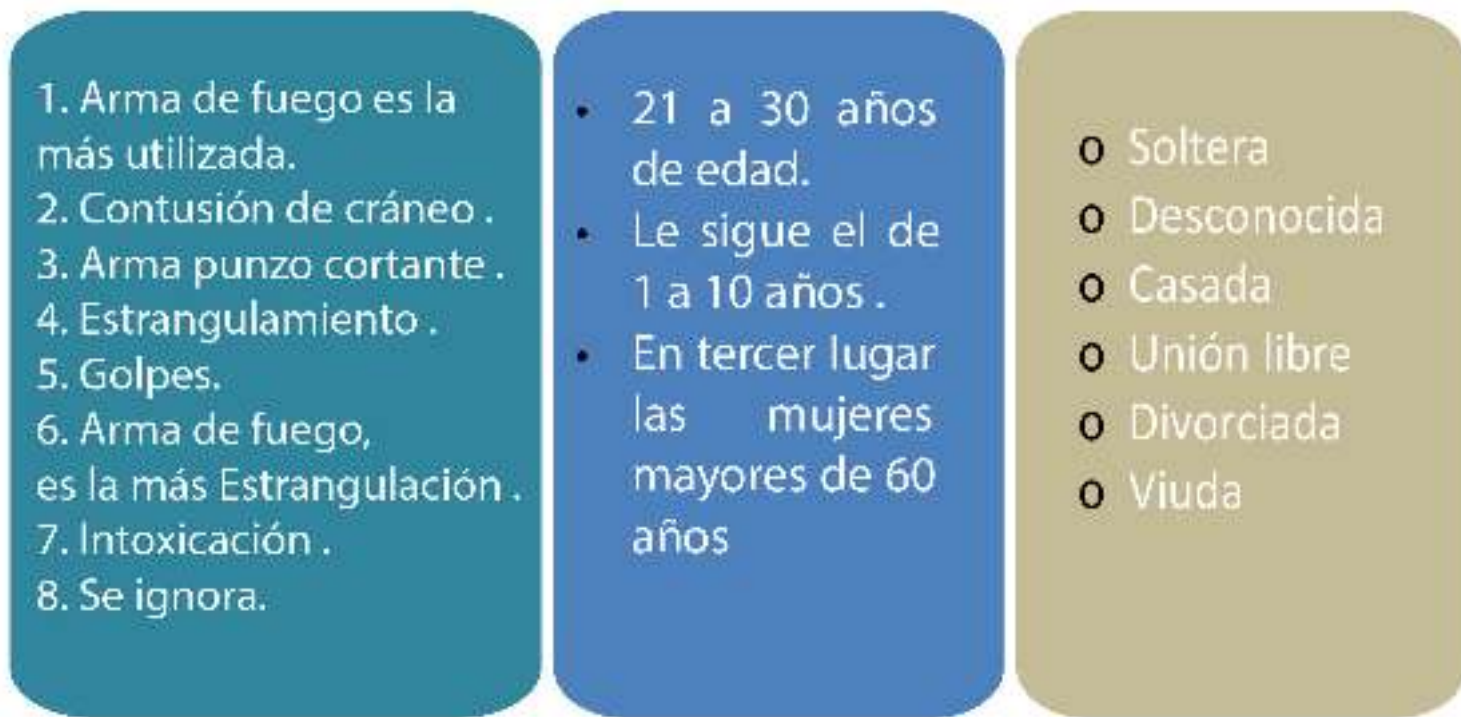 1. Arma de fuego es la
más utilizada.
2. Contusión de cráneo .
3. Arma punzo cortante .
4. Estrangulamiento .
5. Golpes.
6. Arma de fuego,
es la más Estrangulación .
7. Intoxicación .
8. Se ignora.
• 21 a 30 años
de edad.
• Le sigue el de
1 a 10 años .
• En tercer lugar
las mujeres
mayores de 60
años
o Soltera
o Desconocida
o Casada
o Unión libre
o Divorciada
o Viuda